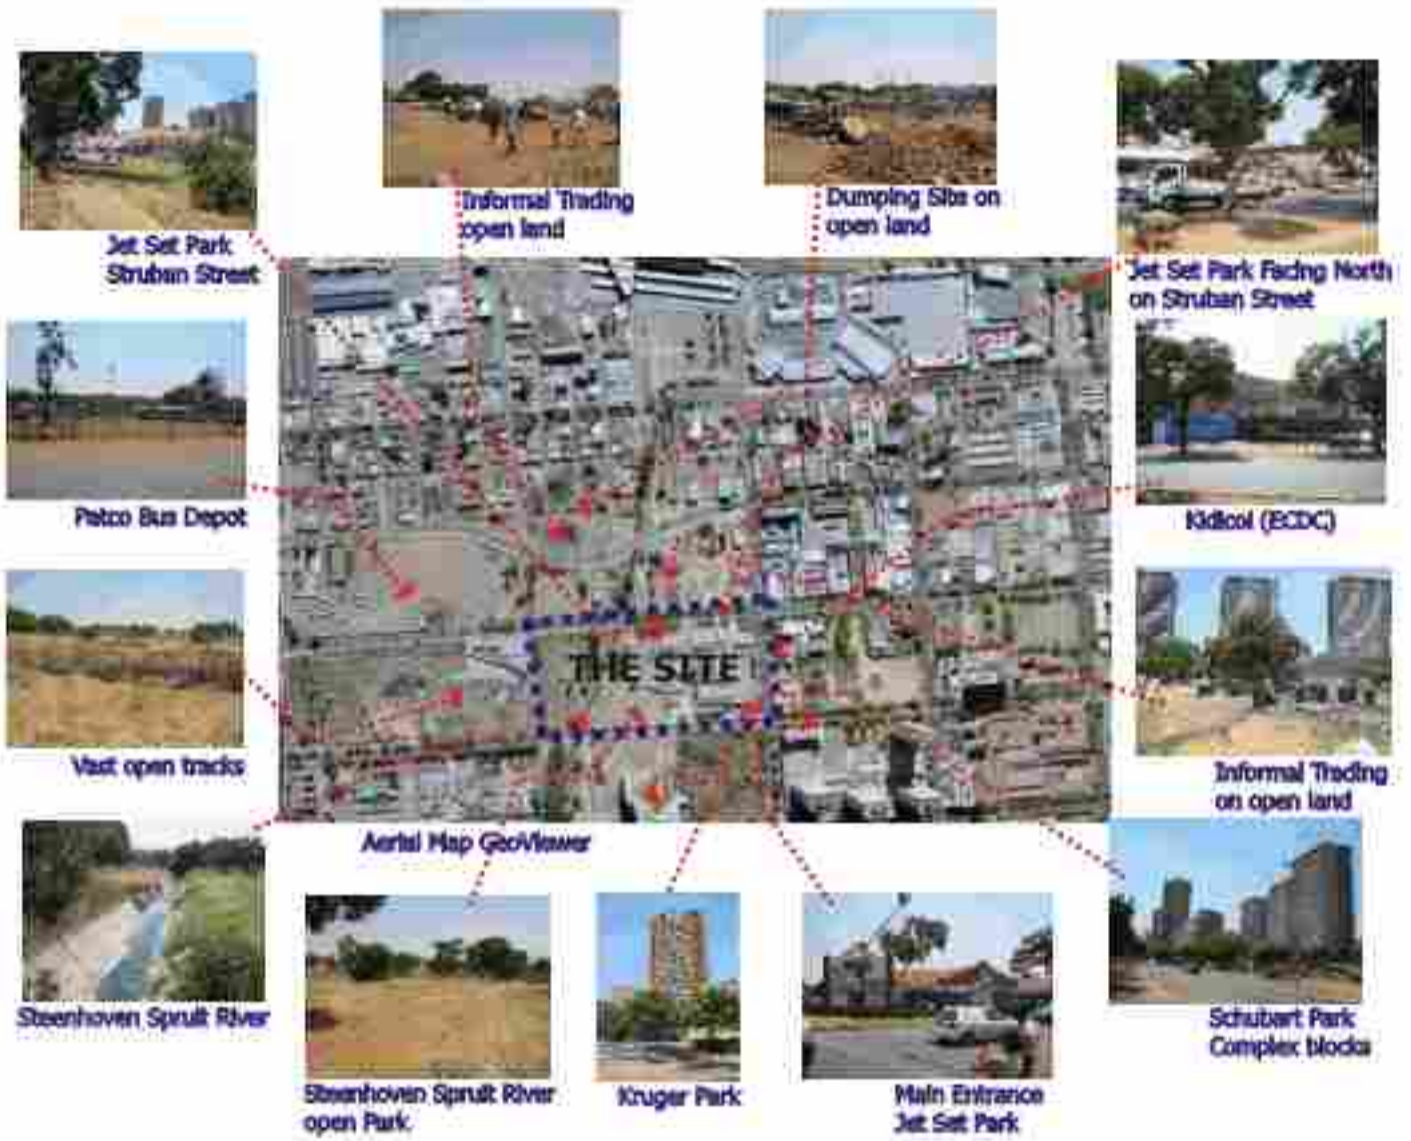 Informal Trading
open land
Dumping Site on
open land
Jet Set Park
Struban Street
Jet Set Park Facing North
on Struban Street
Patco Bus Depot
Kidicol (ECDC)
THE SITE
Vast open tracks
Informal Trading
on open land
Aerial Map GeoViewer
Steenhoven Spruit River
Schubart Park
Complex blocks
Steenhoven Spruit River
open Park
Kruger Park
Main Entrance
Jet Set Park